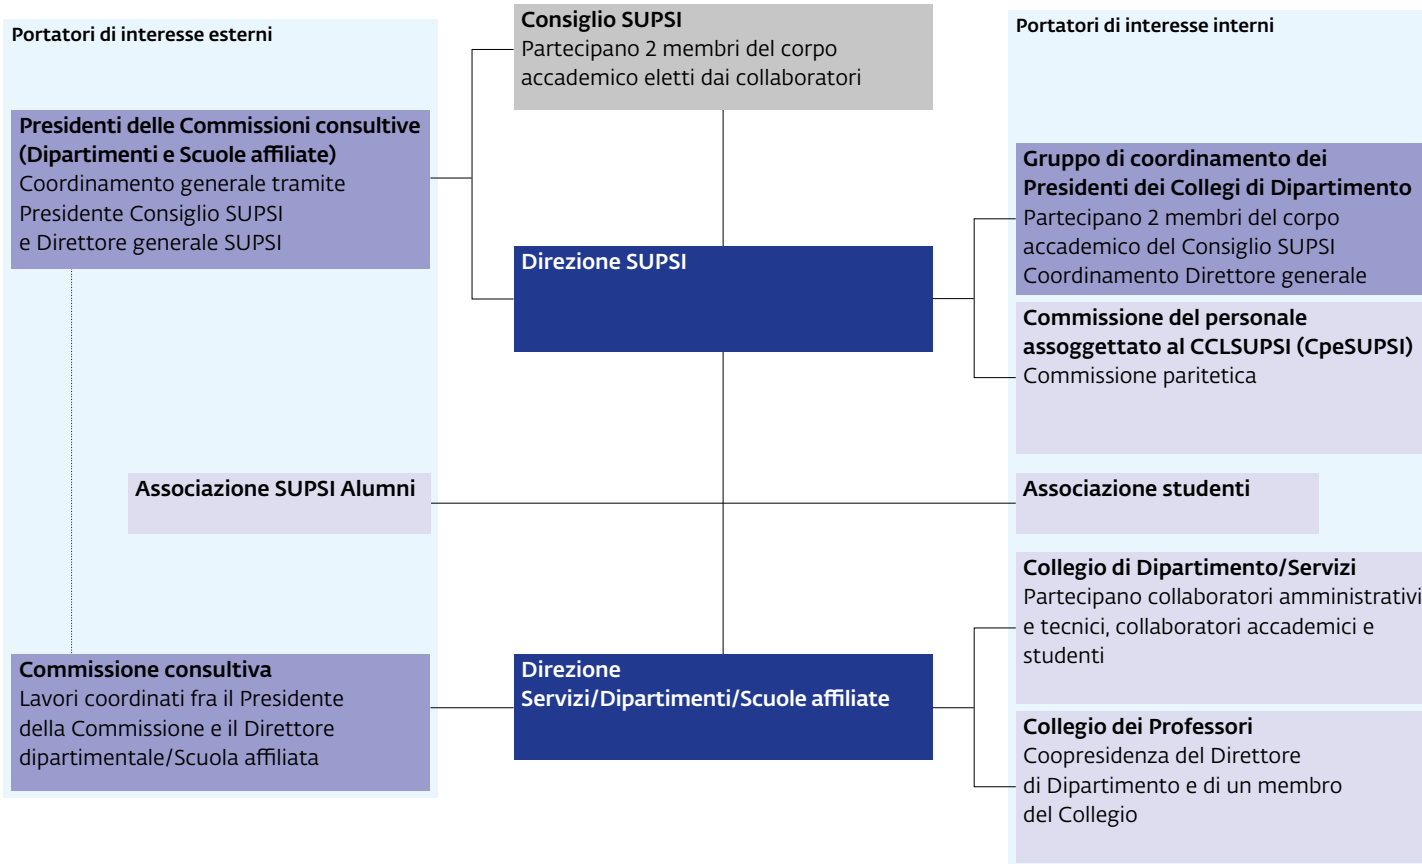 Portatori di interesse esterni
Presidenti delle Commissioni consultive
(Dipartimenti e Scuole affiliate)
Coordinamento generale tramite
Presidente Consiglio SUPSI
e Direttore generale SUPSI
Associazione SUPSI Alumni
Commissione consultiva
Lavori coordinati fra il Presidente
della Commissione e il Direttore
dipartimentale/Scuola affiliata
Consiglio SUPSI
Partecipano 2 membri del corpo
accademico eletti dai collaboratori
Direzione SUPSI
Direzione
Servizi/Dipartimenti/Scuole affiliate
Portatori di interesse interni
Gruppo di coordinamento dei
Presidenti dei Collegi di Dipartimento
Partecipano 2 membri del corpo
accademico del Consiglio SUPSI
Coordinamento Direttore generale
Commissione del personale
assoggettato al CCLSUPSI (CpeSUPSI)
Commissione paritetica
Associazione studenti
Collegio di Dipartimento/Servizi
Partecipano collaboratori amministrativi
e tecnici, collaboratori accademici e
studenti
Collegio dei Professori
Coopresidenza del Direttore
di Dipartimento e di un membro
del Collegio